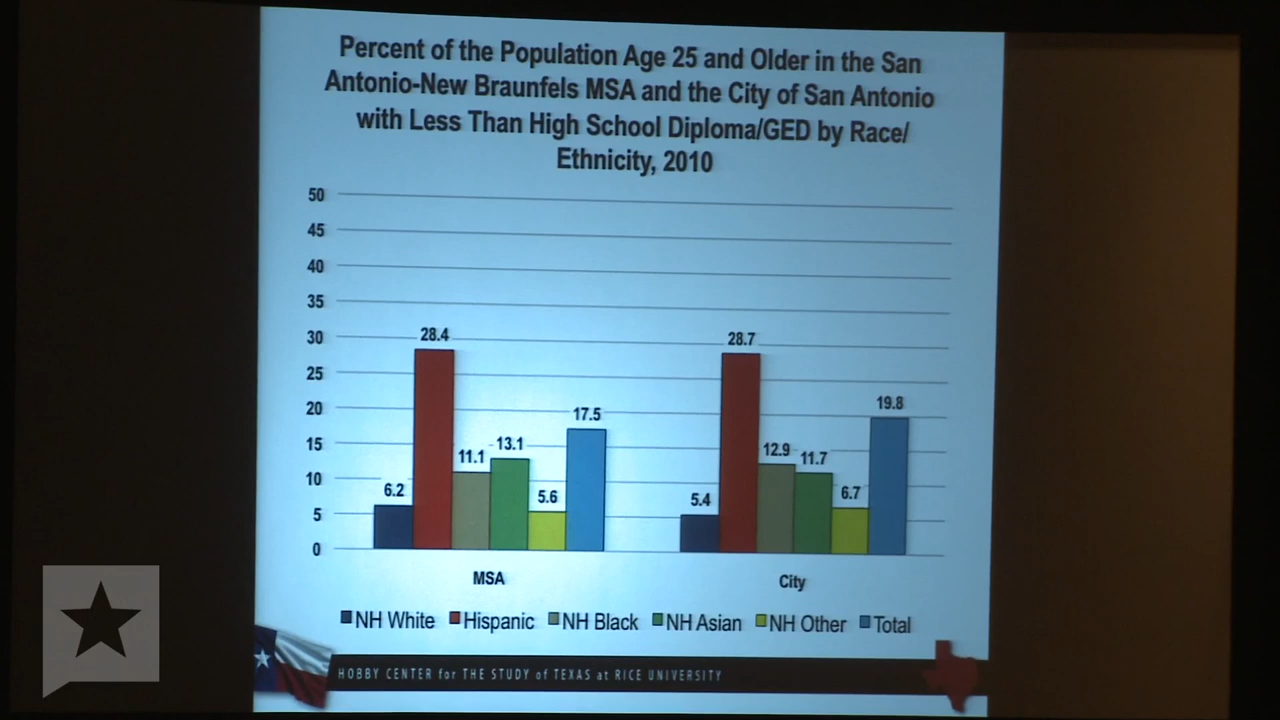 Percent of the Population Age 25 and Older in the San
Antonio-New Braunfels MSA and the City of San Antonio
with Less Than High School Diploma/GED by Race/
Ethnicity, 2010
50
45
40
35
30
25
20
15
10
5
0
6.2
28.4
11.1
13.1
5.6
17.5
5.4
28.7
12.9
11.7
6.7
19.8
MSA
City
NH White Hispanic NH Black NH Asian NH Other Total
HOBBY CENTER for THE STUDY of TEXAS at RICE UNIVERSITY